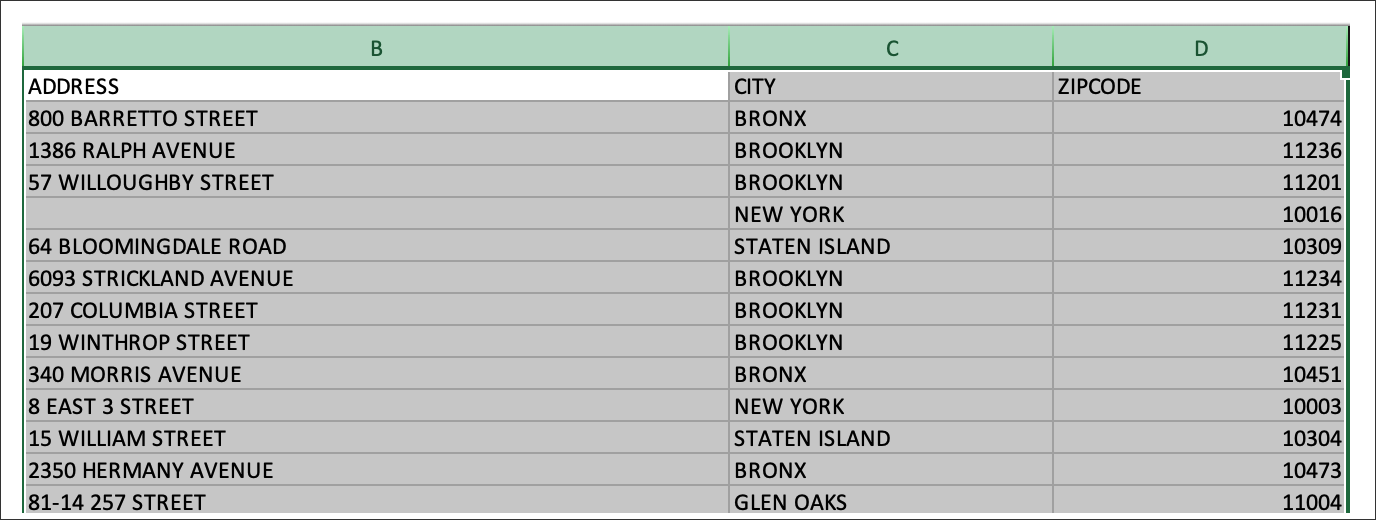 B C D
ADDRESS CITY ZIPCODE
800 BARRETTO STREET BRONX 10474
1386 RALPH AVENUE BROOKLYN 11236
57 WILLOUGHBY STREET BROOKLYN 11201
NEW YORK 10016
64 BLOOMINGDALE ROAD STATEN ISLAND 10309
6093 STRICKLAND AVENUE BROOKLYN 11234
207 COLUMBIA STREET BROOKLYN 11231
19 WINTHROP STREET BROOKLYN 11225
340 MORRIS AVENUE BRONX 10451
8 EAST 3 STREET NEW YORK 10003
15 WILLIAM STREET STATEN ISLAND 10304
2350 HERMANY AVENUE BRONX 10473
81-14 257 STREET GLEN OAKS 11004